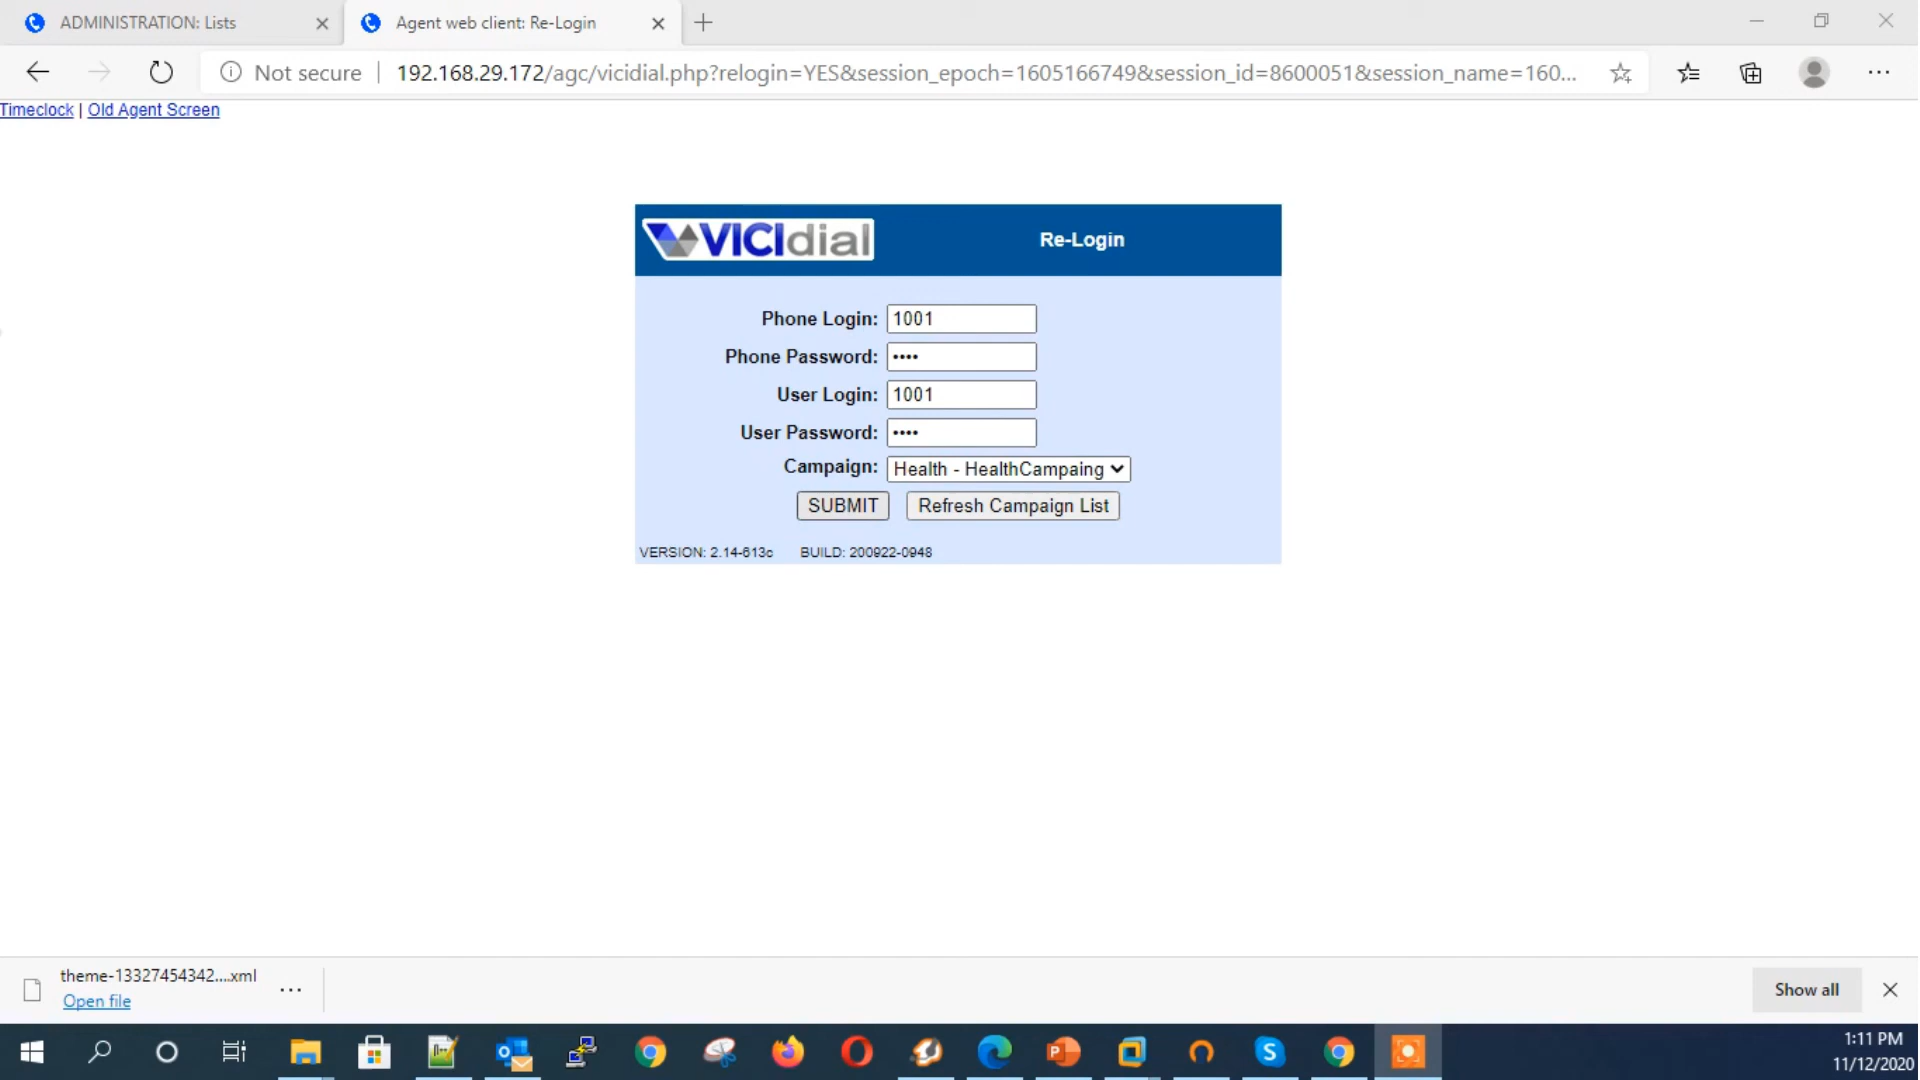 ADMINISTRATION: Lists
Agent web client: Re-Login
Not secure
192.168.29.172/agc/vicidial.php?relogin=YES&session_epoch=1605166749&session_id=8600051&session_name=160...
Timeclock | Old Agent Screen
VICIdial
Re-Login
Phone Login: 1001
Phone Password: ••••
User Login: 1001
User Password: ••••
Campaign: Health - HealthCampaing
SUBMIT Refresh Campaign List
VERSION: 2.14-613c BUILD: 200922-0948
theme-13327454342....xml
Open file
Show all
1:11 PM
11/12/2020